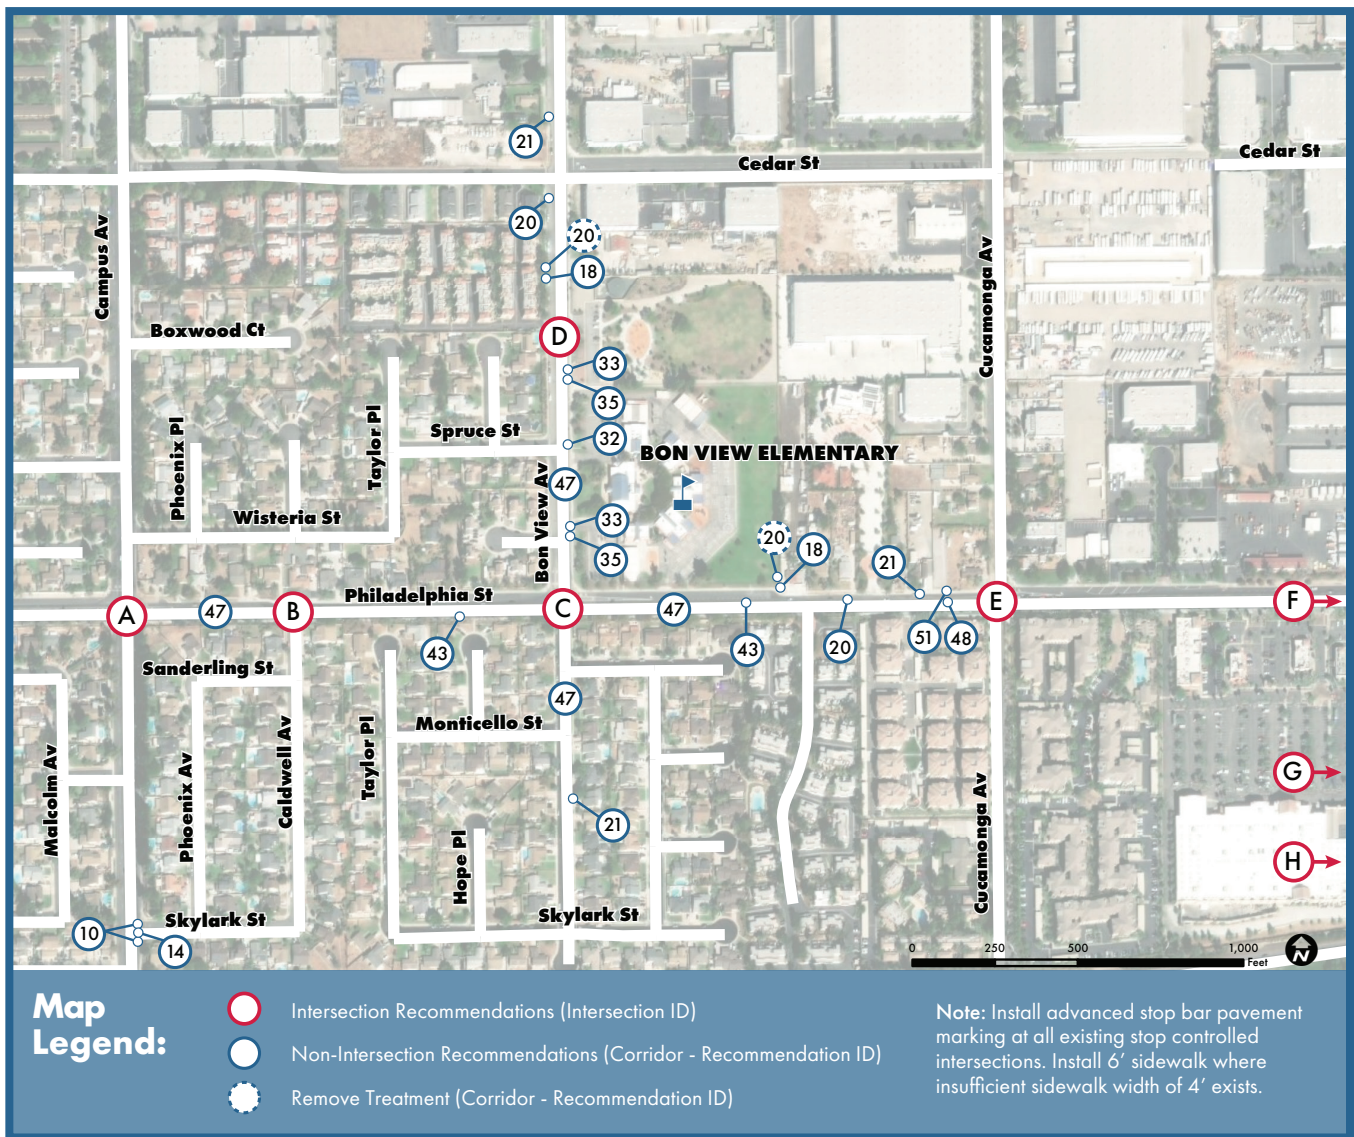 21
Cedar St
Cedar St
20
20
18
Campus Av
Cucamonga Av
Boxwood Ct
D
33
35
Phoenix Pl
Taylor Pl
Spruce St
32
BON VIEW ELEMENTARY
47
Bon View Av
Wisteria St
33
35
20
18
21
Philadelphia St
A
47
B
C
47
E
F
43
43
20
51
48
Sanderling St
47
Monticello St
Malcolm Av
Phoenix Av
Caldwell Av
Taylor Pl
Cucamonga Av
G
21
Hope Pl
H
10
Skylark St
14
Skylark St
0 250 500 1,000
Feet
N
Map
Legend:
Intersection Recommendations (Intersection ID)
Non-Intersection Recommendations (Corridor - Recommendation ID)
Remove Treatment (Corridor - Recommendation ID)
Note: Install advanced stop bar pavement
marking at all existing stop controlled
intersections. Install 6’ sidewalk where
insufficient sidewalk width of 4’ exists.